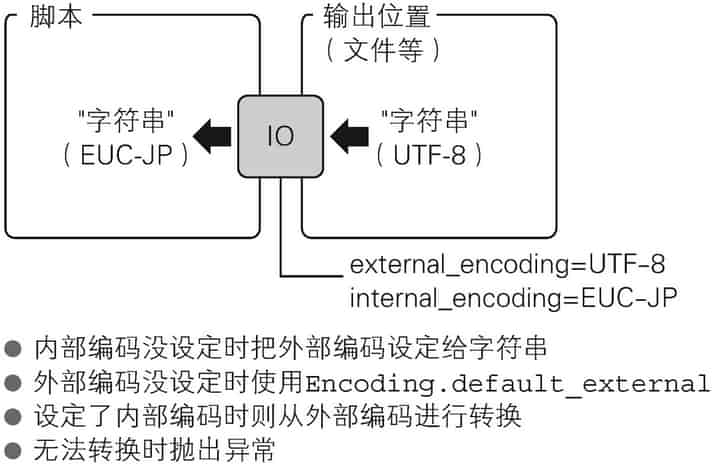 脚本
输出位置
（文件等）
"字符串"
（EUC-JP）
IO
"字符串"
（UTF-8）
external_encoding=UTF-8
internal_encoding=EUC-JP
● 内部编码没设定时把外部编码设定给字符串
● 外部编码没设定时使用Encoding.default_external
● 设定了内部编码时则从外部编码进行转换
● 无法转换时抛出异常